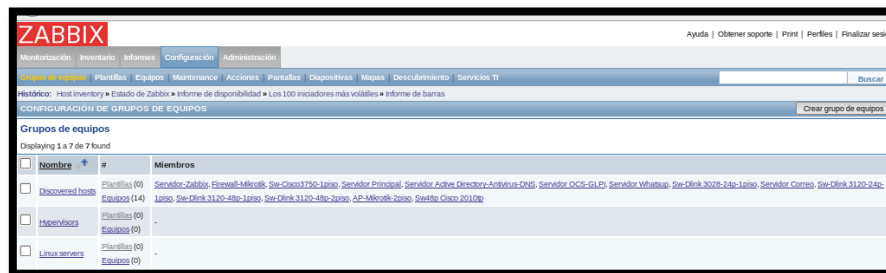 ZABBIX
Ayuda | Obtener soporte | Print | Perfiles | Finalizar sesi
Monitorización Inventario Informes Configuración Administración
Grupos de equipos | Plantillas | Equipos | Maintenance | Acciones | Pantallas | Diapositivas | Mapas | Descubrimiento | Servicios TI
Buscar
Histórico: Host inventory » Estado de Zabbix » Informe de disponibilidad » Los 100 iniciadores más volátiles » Informe de barras
CONFIGURACIÓN DE GRUPOS DE EQUIPOS
Crear grupo de equipos
Grupos de equipos
Displaying 1 a 7 de 7 found
Nombre # Miembros
Discovered hosts Plantillas (0) Servidor-Zabbix, Firewall-Mikrotik, Sw-Cisco3750-1piso, Servidor Principal, Servidor Active Directory-Antivirus-DNS, Servidor OCS-GLPI, Servidor Whatsup, Sw-Dlink 3028-24p-1piso, Servidor Correo, Sw-Dlink 3120-24p-
Equipos (14) 1piso, Sw-Dlink 3120-48p-1piso, Sw-Dlink 3120-48p-2piso, AP-Mikrotik-2piso, Sw48p Cisco 2010tp
Hypervisors Plantillas (0) -
Equipos (0)
Linux servers Plantillas (0) -
Equipos (0)